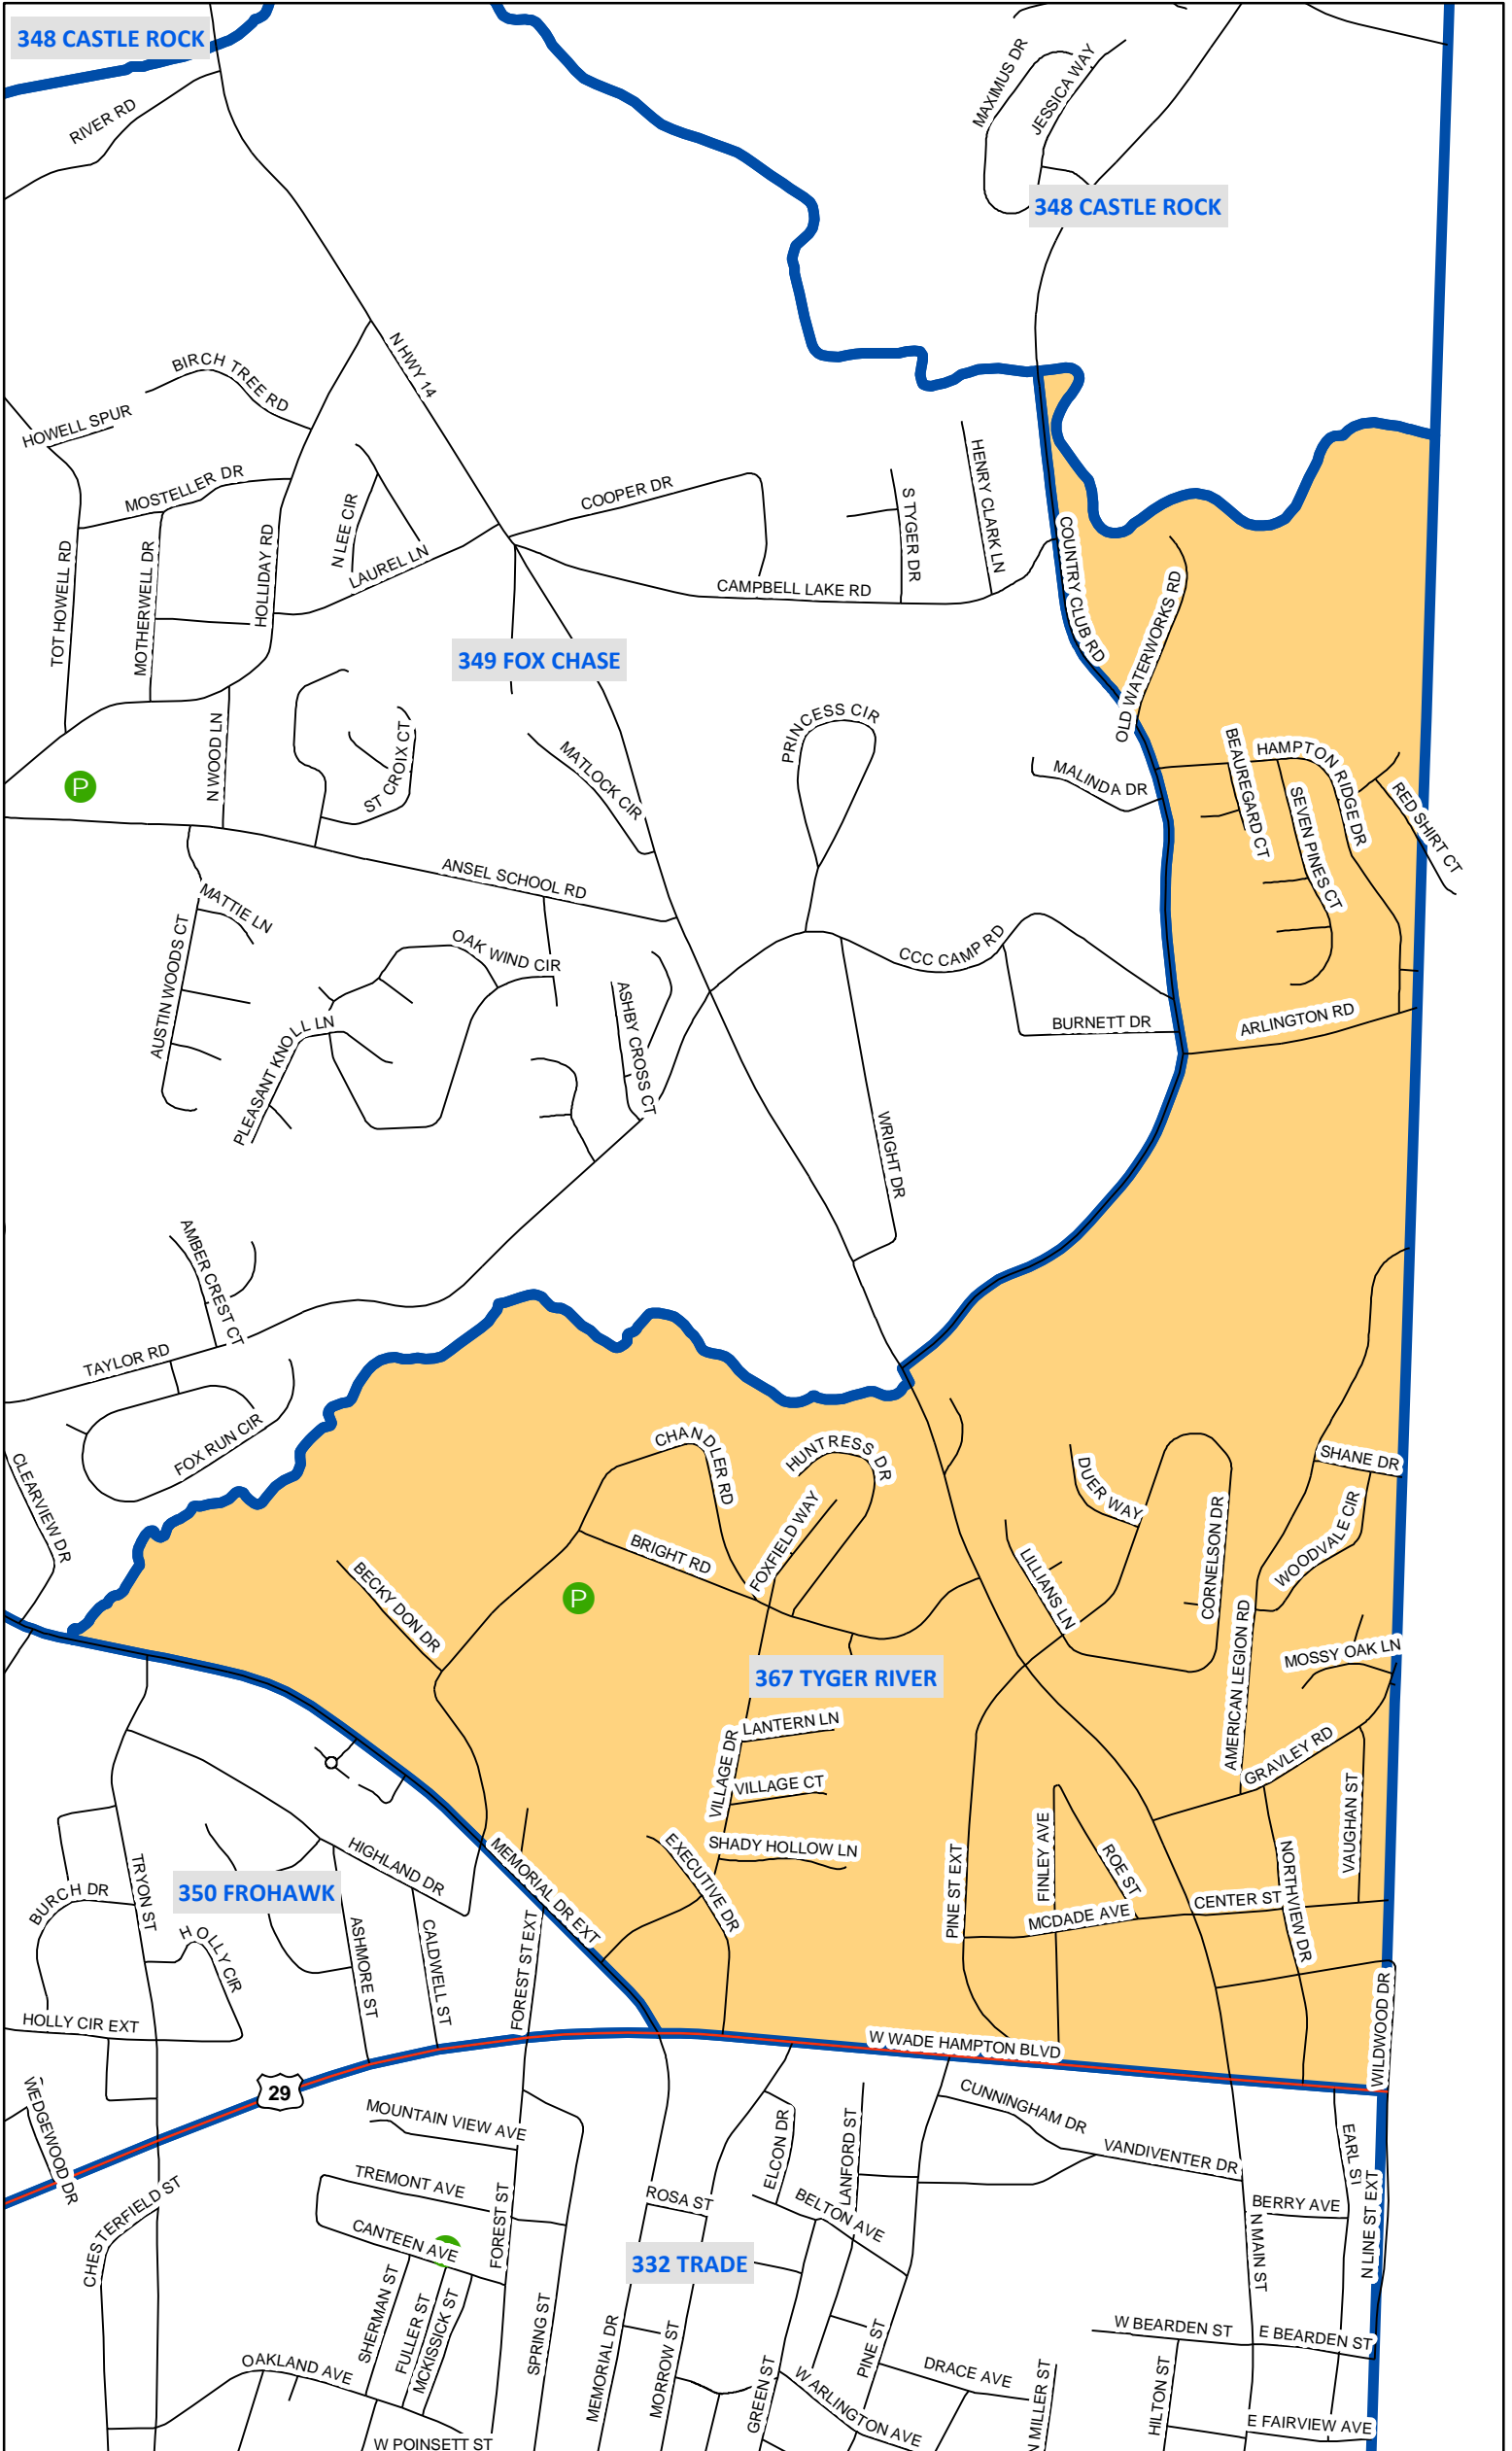 348 CASTLE ROCK
RIVER RD
MAXIMUS DR
JESSICA WAY
348 CASTLE ROCK
N HWY 14
BIRCH TREE RD
HOWELL SPUR
MOSTELLER DR
N LEE CIR
COOPER DR
S TYGER DR
HENRY CLARK LN
TOT HOWELL RD
MOTHERWELL DR
HOLLIDAY RD
LAUREL LN
CAMPBELL LAKE RD
COUNTRY CLUB RD
OLD WATERWORKS RD
349 FOX CHASE
N WOOD LN
ST CROIX CT
MATLOCK CIR
PRINCESS CIR
MALINDA DR
BEAUREGARD CT
HAMPTON RIDGE DR
SEVEN PINES CT
RED SHIRT CT
P
ANSEL SCHOOL RD
MATTIE LN
AUSTIN WOODS CT
OAK WIND CIR
CCC CAMP RD
PLEASANT KNOLL LN
ASHBY CROSS CT
BURNETT DR
ARLINGTON RD
WRIGHT DR
AMBER CREST CT
TAYLOR RD
FOX RUN CIR
CLEARVIEW DR
CHANDLER RD
HUNTRESS DR
FOXFIELD WAY
BRIGHT RD
DUER WAY
CORNELSON DR
SHANE DR
WOODVALE CIR
BECKY DON DR
P
LILLIANS LN
AMERICAN LEGION RD
MOSSY OAK LN
367 TYGER RIVER
LANTERN LN
VILLAGE DR
VILLAGE CT
GRAVLEY RD
VAUGHAN ST
SHADY HOLLOW LN
EXECUTIVE DR
PINE ST EXT
FINLEY AVE
ROE ST
NORTHVIEW DR
CENTER ST
MCDADE AVE
HIGHLAND DR
MEMORIAL DR EXT
TRYON ST
350 FROHAWK
BURCH DR
HOLLY CIR
ASHMORE ST
CALDWELL ST
FOREST ST EXT
HOLLY CIR EXT
W WADE HAMPTON BLVD
WILDWOOD DR
29
WEDGEWOOD DR
MOUNTAIN VIEW AVE
CUNNINGHAM DR
VANDIVENTER DR
EARL ST
ELCON DR
LANFORD ST
CHESTERFIELD ST
TREMONT AVE
FOREST ST
ROSA ST
BELTON AVE
BERRY AVE
N MAIN ST
N LINE ST EXT
CANTEEN AVE
332 TRADE
SHERMAN ST
FULLER ST
MCKISSICK ST
SPRING ST
MEMORIAL DR
MORROW ST
GREEN ST
PINE ST
W BEARDEN ST
E BEARDEN ST
OAKLAND AVE
DRACE AVE
W ARLINGTON AVE
N MILLER ST
HILTON ST
E FAIRVIEW AVE
W POINSETT ST